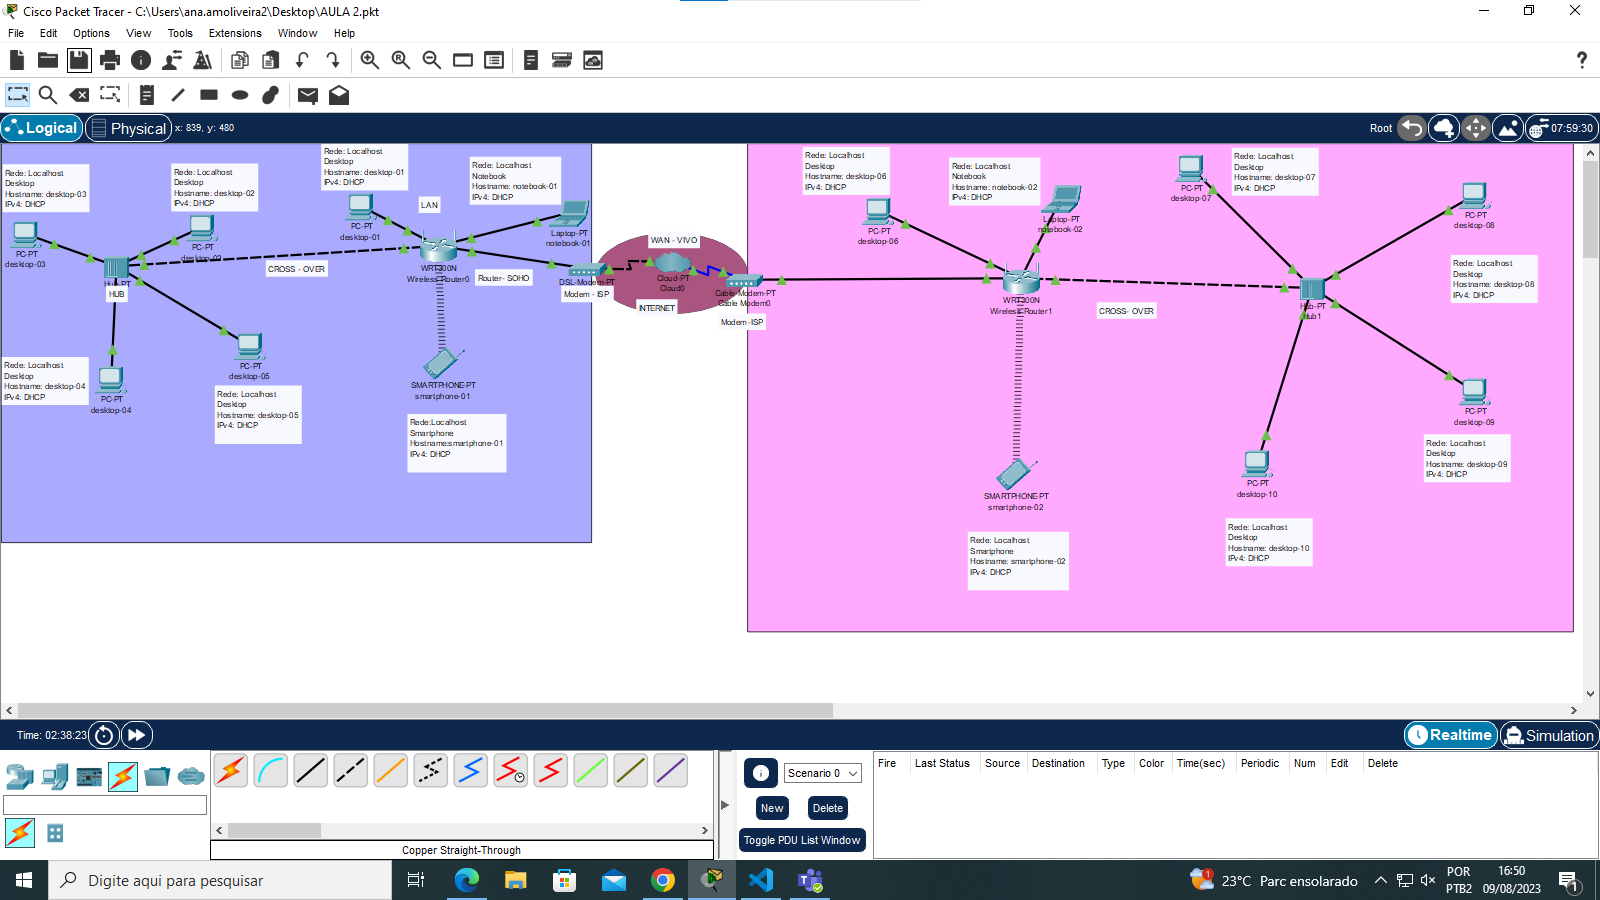 Cisco Packet Tracer - C:\Users\ana.amoliveira2\Desktop\AULA 2.pkt
File Edit Options View Tools Extensions Window Help
Logical
Physical
x: 839, y: 480
Root
07:59:30
Rede: Localhost
Desktop
Hostname: desktop-03
IPv4: DHCP
Rede: Localhost
Desktop
Hostname: desktop-02
IPv4: DHCP
Rede: Localhost
Desktop
Hostname: desktop-01
IPv4: DHCP
Rede: Localhost
Notebook
Hostname: notebook-01
IPv4: DHCP
LAN
PC-PT
desktop-03
PC-PT
desktop-02
PC-PT
desktop-01
Laptop-PT
notebook-01
CROSS - OVER
Hub-PT
HUB
WRT300N
Wireless Router0
Router- SOHO
DSL-Modem-PT
Modem - ISP
WAN - VIVO
Cloud-PT
Cloud0
INTERNET
Cable-Modem-PT
Cable Modem0
Modem -ISP
Rede: Localhost
Desktop
Hostname: desktop-04
IPv4: DHCP
PC-PT
desktop-04
PC-PT
desktop-05
Rede: Localhost
Desktop
Hostname: desktop-05
IPv4: DHCP
SMARTPHONE-PT
smartphone-01
Rede:Localhost
Smartphone
Hostname:smartphone-01
IPv4: DHCP
Rede: Localhost
Desktop
Hostname: desktop-06
IPv4: DHCP
Rede: Localhost
Notebook
Hostname: notebook-02
IPv4: DHCP
Rede: Localhost
Desktop
Hostname: desktop-07
IPv4: DHCP
PC-PT
desktop-06
Laptop-PT
notebook-02
PC-PT
desktop-07
PC-PT
desktop-08
Rede: Localhost
Desktop
Hostname: desktop-08
IPv4: DHCP
WRT300N
Wireless Router1
CROSS- OVER
Hub-PT
Hub1
PC-PT
desktop-09
Rede: Localhost
Desktop
Hostname: desktop-09
IPv4: DHCP
PC-PT
desktop-10
Rede: Localhost
Desktop
Hostname: desktop-10
IPv4: DHCP
SMARTPHONE-PT
smartphone-02
Rede: Localhost
Smartphone
Hostname: smartphone-02
IPv4: DHCP
Time: 02:38:23
Realtime
Simulation
Scenario 0
New
Delete
Toggle PDU List Window
Fire Last Status Source Destination Type Color Time(sec) Periodic Num Edit Delete
Copper Straight-Through
Digite aqui para pesquisar
1
23°C Parc ensolarado
POR
PTB2
16:50
09/08/2023
1